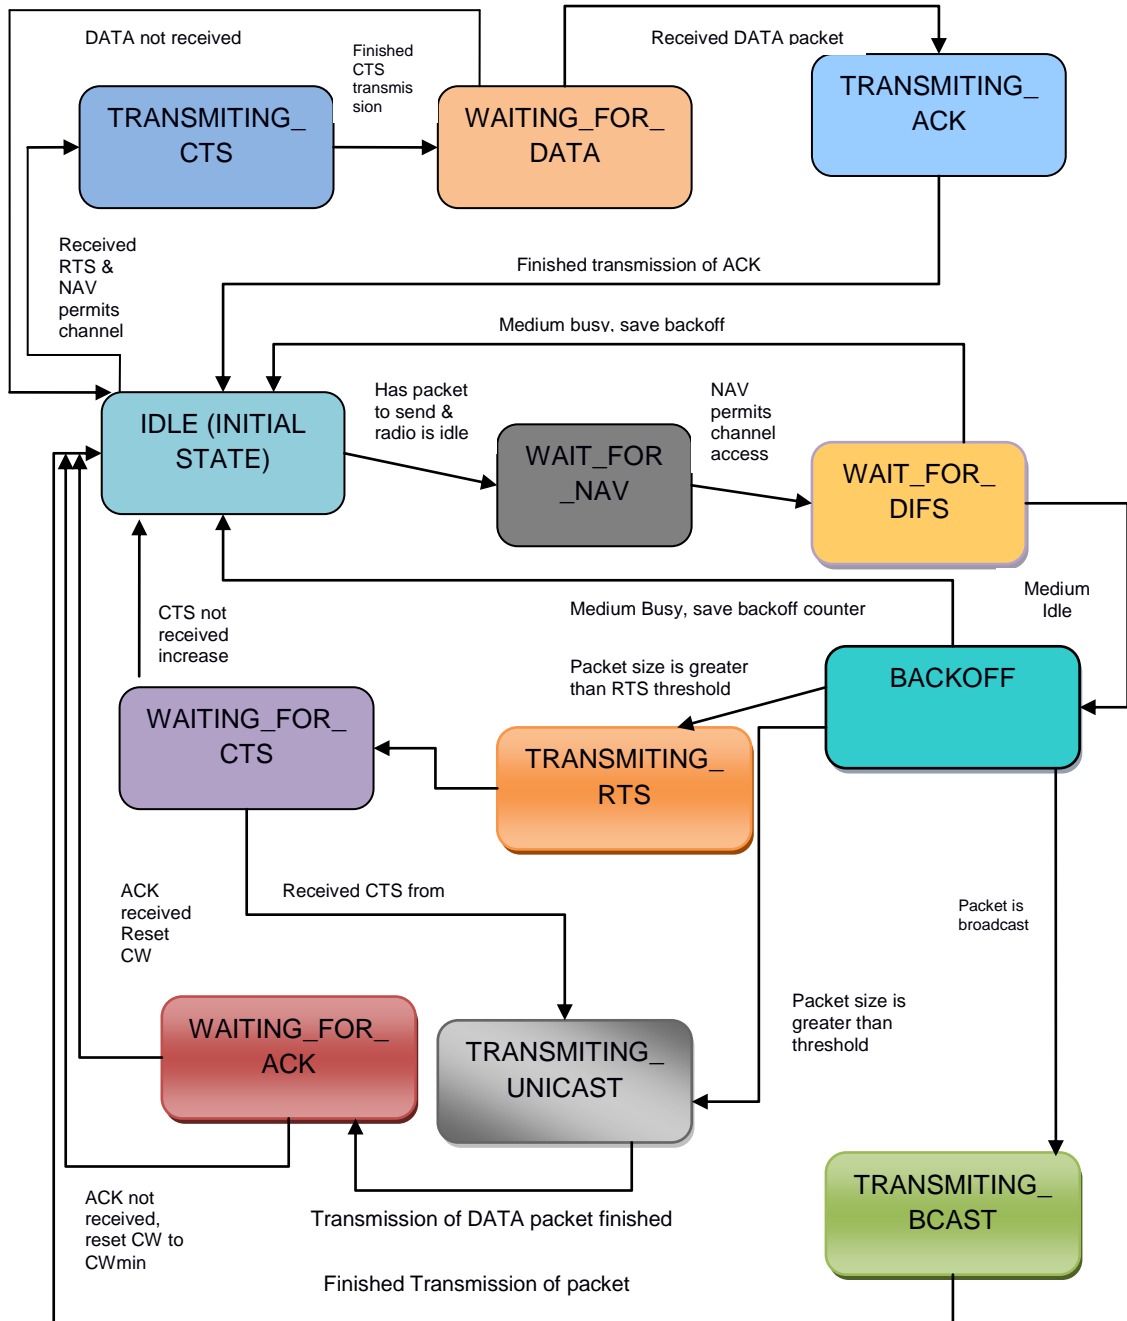 DATA not received
Finished
CTS
transmis
sion
Received DATA packet
TRANSMITING_
CTS
WAITING_FOR_
DATA
TRANSMITING_
ACK
Received
RTS &
NAV
permits
channel
Finished transmission of ACK
Medium busy, save backoff
Has packet
to send &
radio is idle
NAV
permits
channel
access
IDLE (INITIAL
STATE)
WAIT_FOR
_NAV
WAIT_FOR_
DIFS
CTS not
received
increase
Medium Busy, save backoff counter
Medium
Idle
Packet size is greater
than RTS threshold
BACKOFF
WAITING_FOR_
CTS
TRANSMITING_
RTS
ACK
received
Reset
CW
Received CTS from
Packet is
broadcast
Packet size is
greater than
threshold
WAITING_FOR_
ACK
TRANSMITING_
UNICAST
ACK not
received,
reset CW to
CWmin
Transmission of DATA packet finished
TRANSMITING_
BCAST
Finished Transmission of packet